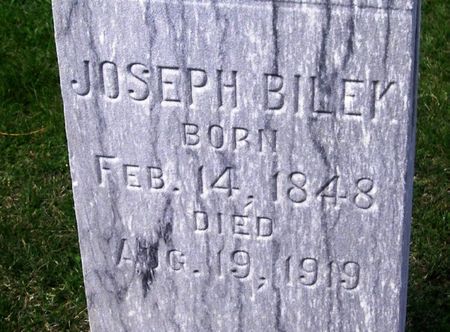 JOSEPH BILEK
BORN
FEB. 14, 1848
DIED
AUG. 19, 1919